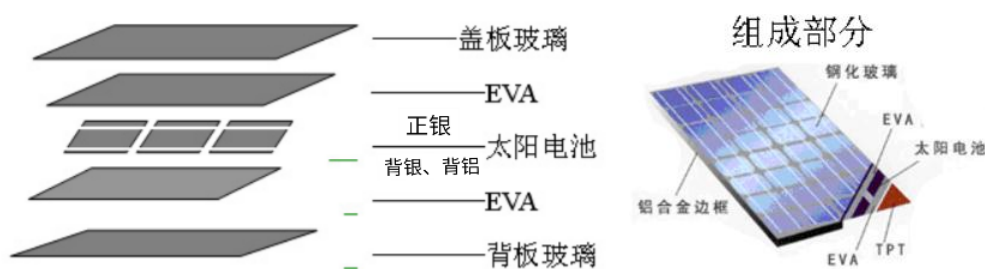 盖板玻璃
EVA
正银
太阳电池
背银、背铝
EVA
背板玻璃
组成部分
钢化玻璃
EVA
太阳电池
铝合金边框
EVA
TPT